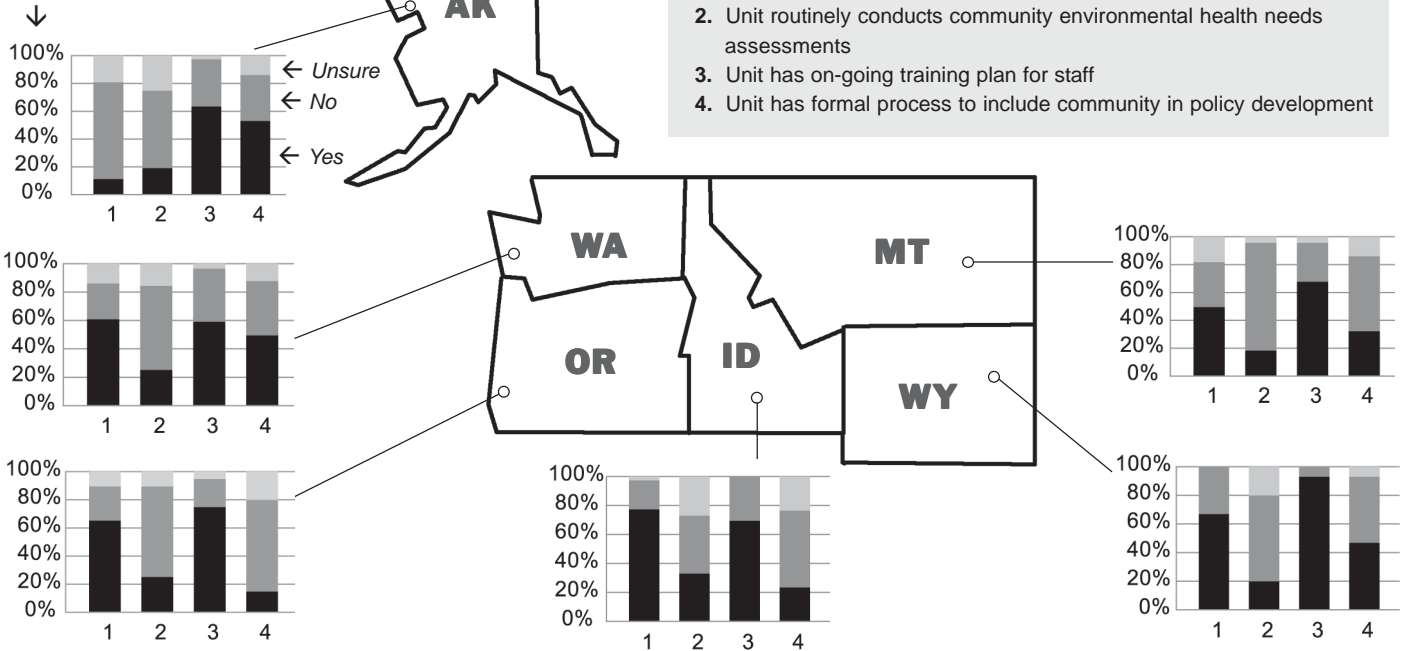 ↓
AK
2. Unit routinely conducts community environmental health needs
assessments
3. Unit has on-going training plan for staff
4. Unit has formal process to include community in policy development
100%
80%
60%
40%
20%
0%
1 2 3 4
← Unsure
← No
← Yes
WA
MT
OR
ID
WY
100%
80%
60%
40%
20%
0%
1 2 3 4
100%
80%
60%
40%
20%
0%
1 2 3 4
100%
80%
60%
40%
20%
0%
1 2 3 4
100%
80%
60%
40%
20%
0%
1 2 3 4
100%
80%
60%
40%
20%
0%
1 2 3 4